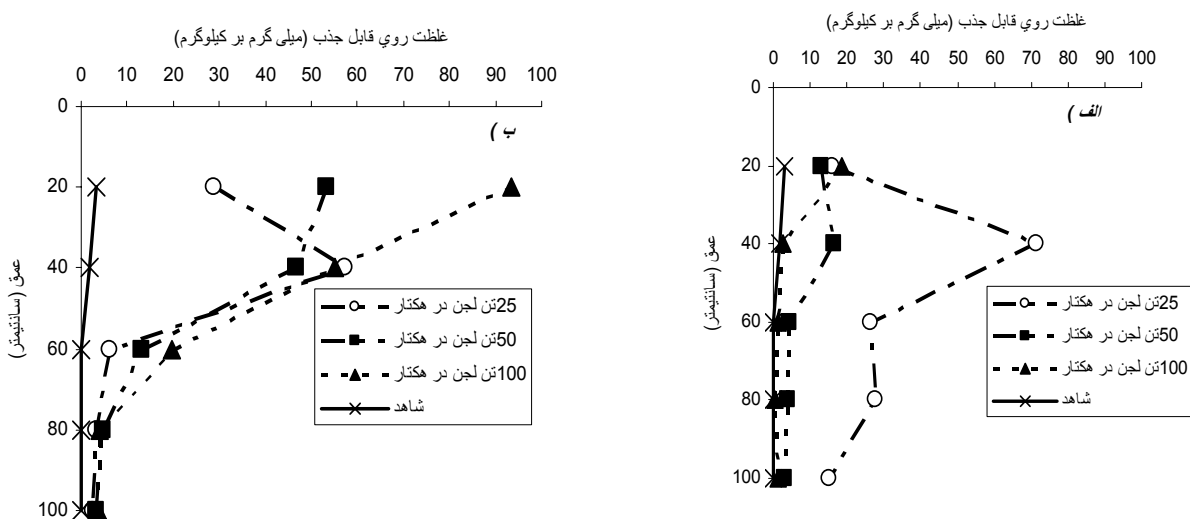 غلظت روي قابل جذب (میلی گرم بر کیلوگرم)
0 10 20 30 40 50 60 70 80 90 100
الف )
0
20
40
60
80
100
عمق (سانتیمتر)
25تن لجن در هکتار
50تن لجن در هکتار
100تن لجن در هکتار
شاهد
غلظت روي قابل جذب (میلی گرم بر کیلوگرم)
0 10 20 30 40 50 60 70 80 90 100
ب )
0
20
40
60
80
100
عمق (سانتیمتر)
25تن لجن در هکتار
50تن لجن در هکتار
100تن لجن در هکتار
شاهد